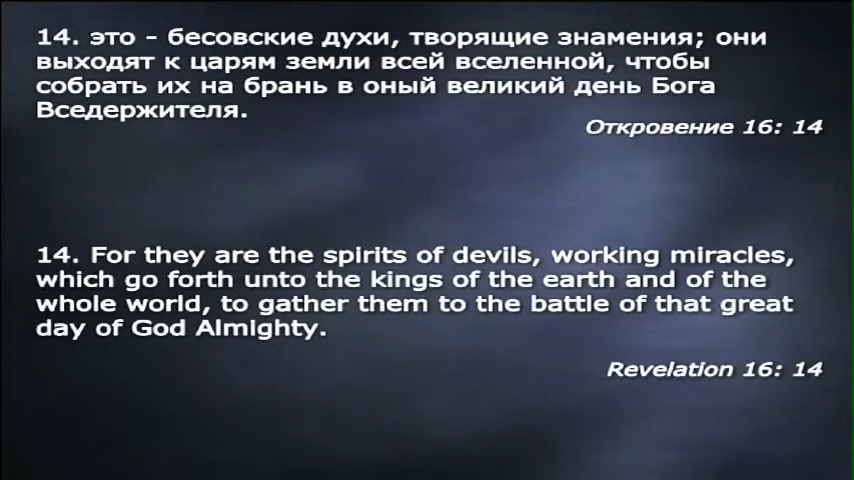 14. это - бесовские духи, творящие знамения; они
выходят к царям земли всей вселенной, чтобы
собрать их на брань в оный великий день Бога
Вседержителя.
Откровение 16: 14
14. For they are the spirits of devils, working miracles,
which go forth unto the kings of the earth and of the
whole world, to gather them to the battle of that great
day of God Almighty.
Revelation 16: 14